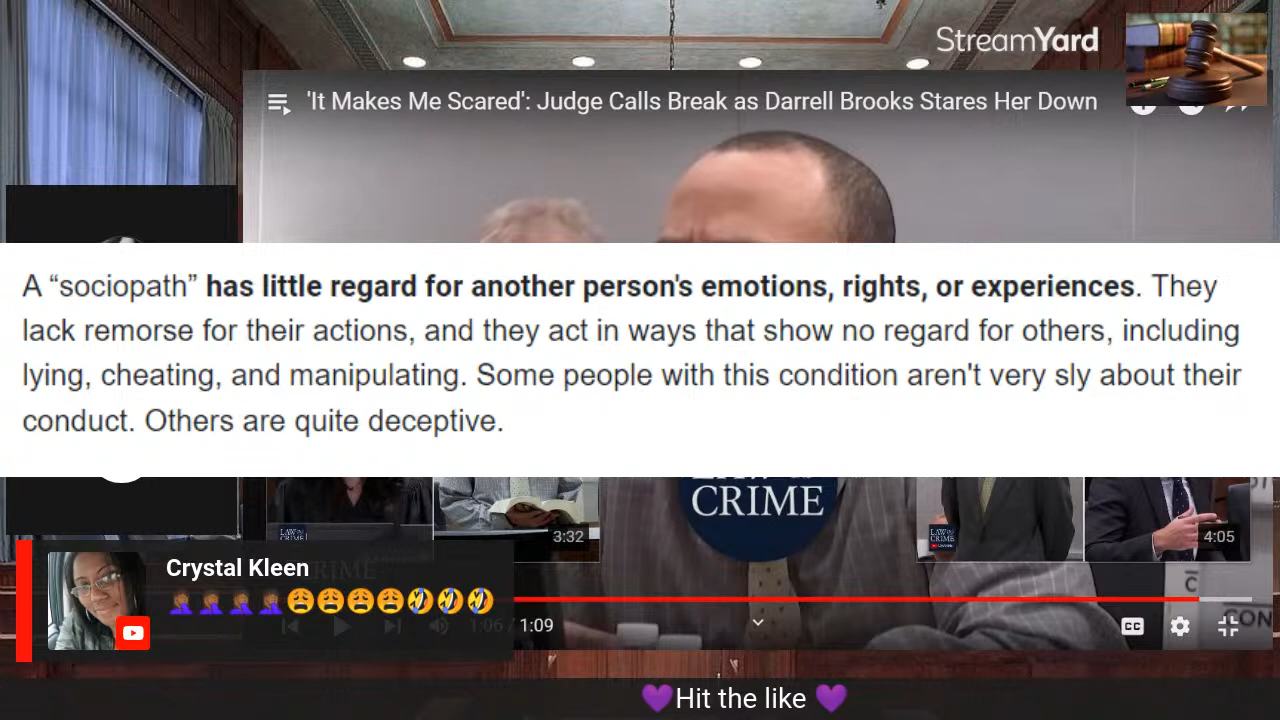 StreamYard
'It Makes Me Scared': Judge Calls Break as Darrell Brooks Stares Her Down
A “sociopath” has little regard for another person's emotions, rights, or experiences. They
lack remorse for their actions, and they act in ways that show no regard for others, including
lying, cheating, and manipulating. Some people with this condition aren't very sly about their
conduct. Others are quite deceptive.
CRIME
3:32
4:05
Crystal Kleen
🤦🏾‍♀️🤦🏾‍♀️🤦🏾‍♀️🤦🏾‍♀️😩😩😩😩🤣🤣🤣
1:06 / 1:09
CC
💜Hit the like 💜